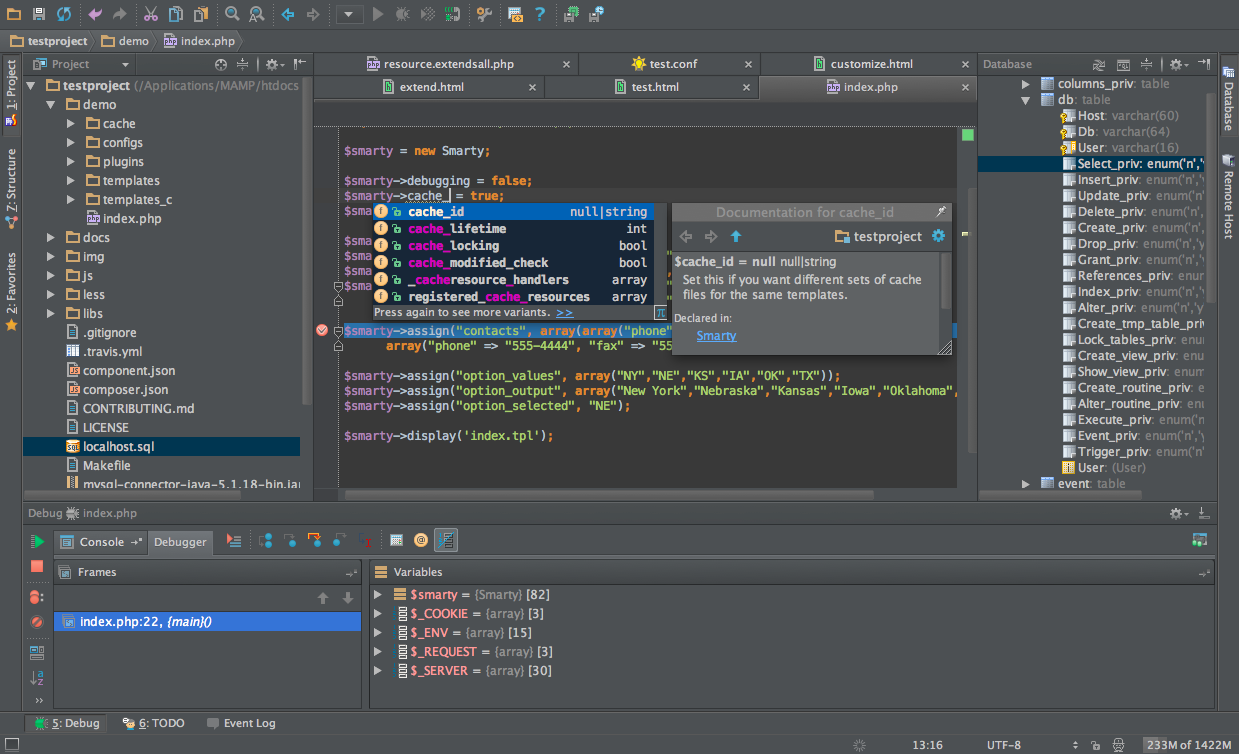 testproject demo index.php
1: Project
Z: Structure
2: Favorites
Project
testproject (/Applications/MAMP/htdocs
demo
cache
configs
plugins
templates
templates_c
index.php
docs
img
js
less
libs
.gitignore
.travis.yml
component.json
composer.json
CONTRIBUTING.md
LICENSE
localhost.sql
Makefile
mysql-connector-java-5.1.18-bin.jar
resource.extendsall.php test.conf customize.html
extend.html test.html index.php
$smarty = new Smarty;
$smarty->debugging = false;
$smarty->cache_ = true;
$sma
$sma
$sma
$sma
$sma
cache_id null|string
cache_lifetime int
cache_locking bool
cache_modified_check bool
_cacheresource_handlers array
registered_cache_resources array
Press again to see more variants. >> π
Documentation for cache_id
testproject
$cache_id = null null|string
Set this if you want different sets of cache
files for the same templates.
Declared in:
Smarty
$smarty->assign("contacts", array(array("phone"
array("phone" => "555-4444", "fax" => "55
$smarty->assign("option_values", array("NY","NE","KS","IA","OK","TX"));
$smarty->assign("option_output", array("New York","Nebraska","Kansas","Iowa","Oklahoma",
$smarty->assign("option_selected", "NE");
$smarty->display('index.tpl');
Database
columns_priv: table
db: table
Host: varchar(60)
Db: varchar(64)
User: varchar(16)
Select_priv: enum('n','
Insert_priv: enum('n','
Update_priv: enum('n
Delete_priv: enum('n',
Create_priv: enum('n'
Drop_priv: enum('n','y
Grant_priv: enum('n','
References_priv: enum
Index_priv: enum('n','
Alter_priv: enum('n','y
Create_tmp_table_priv
Lock_tables_priv: enum
Create_view_priv: enum
Show_view_priv: enum
Create_routine_priv: e
Alter_routine_priv: enu
Execute_priv: enum('n
Event_priv: enum('n','y
Trigger_priv: enum('n'
User: (User)
event: table
Database
Remote Host
Debug index.php
Console Debugger
Frames
index.php:22, {main}()
Variables
$smarty = {Smarty} [82]
$_COOKIE = {array} [3]
$_ENV = {array} [15]
$_REQUEST = {array} [3]
$_SERVER = {array} [30]
5: Debug 6: TODO Event Log
13:16 UTF-8 233M of 1422M